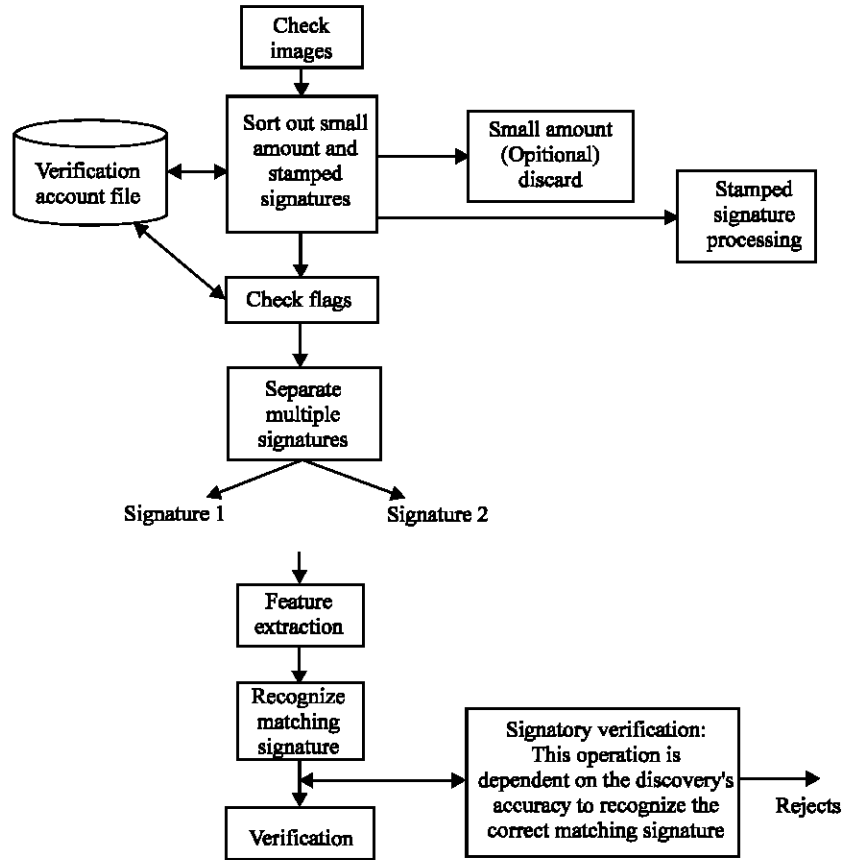 Check
images
Sort out small
amount and
stamped
signatures
Small amount
(Opitional)
discard
Verification
account file
Stamped
signature
processing
Check flags
Separate
multiple
signatures
Signature 1
Signature 2
Feature
extraction
Recognize
matching
signature
Signatory verification:
This operation is
dependent on the discovery's
accuracy to recognize the
correct matching signature
Rejects
Verification